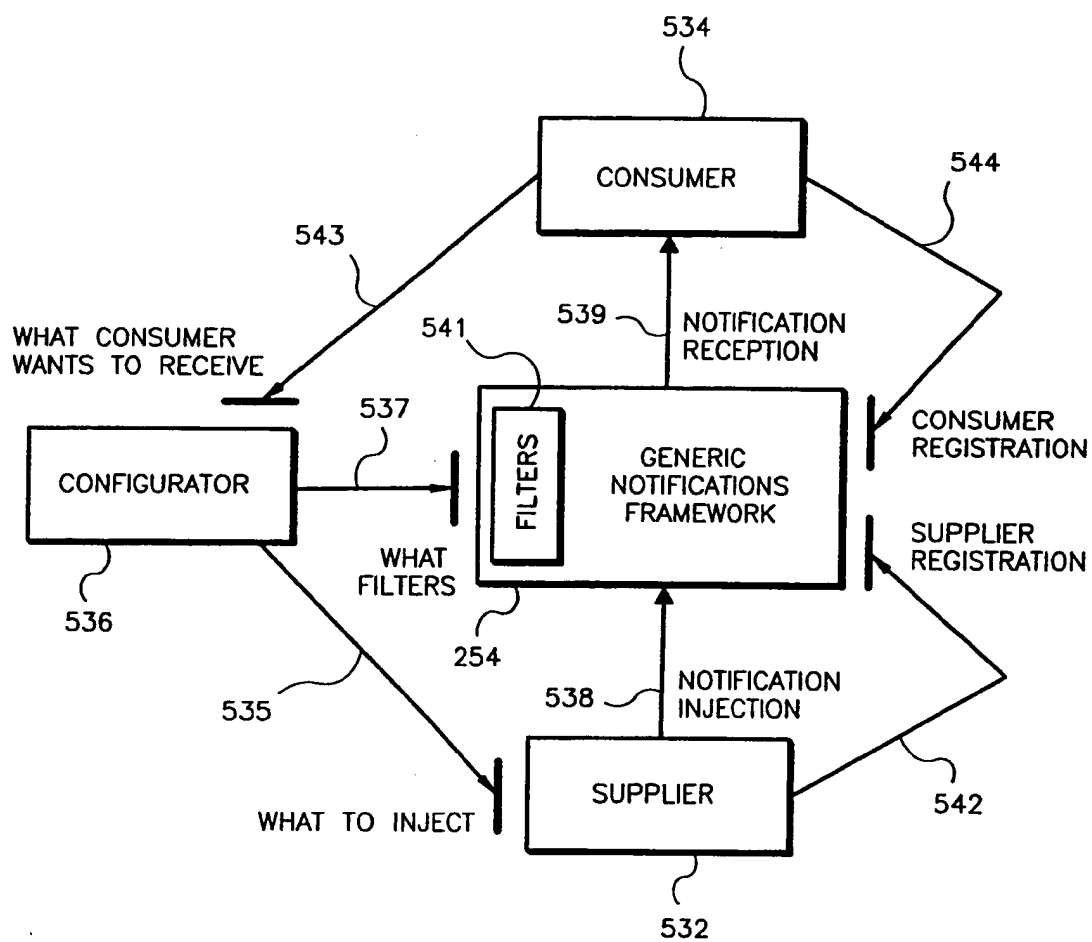 534
CONSUMER
544
543
539
NOTIFICATION
RECEPTION
541
WHAT CONSUMER
WANTS TO RECEIVE
537
CONSUMER
REGISTRATION
CONFIGURATOR
FILTERS
GENERIC
NOTIFICATIONS
FRAMEWORK
SUPPLIER
REGISTRATION
WHAT
FILTERS
536
254
535
538
NOTIFICATION
INJECTION
SUPPLIER
542
WHAT TO INJECT
532